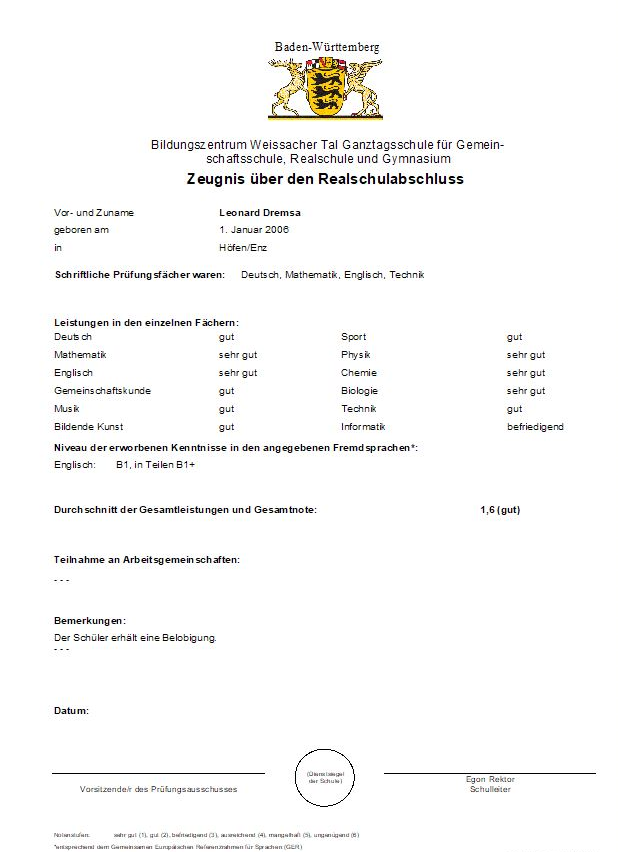 Baden-Württemberg
Bildungszentrum Weissacher Tal Ganztagsschule für Gemein-
schaftsschule, Realschule und Gymnasium
Zeugnis über den Realschulabschluss
Vor- und Zuname Leonard Dremsa
geboren am 1. Januar 2006
in Höfen/Enz
Schriftliche Prüfungsfächer waren: Deutsch, Mathematik, Englisch, Technik
Leistungen in den einzelnen Fächern:
Deutsch gut Sport gut
Mathematik sehr gut Physik sehr gut
Englisch sehr gut Chemie sehr gut
Gemeinschaftskunde gut Biologie sehr gut
Musik gut Technik gut
Bildende Kunst gut Informatik befriedigend
Niveau der erworbenen Kenntnisse in den angegebenen Fremdsprachen*:
Englisch: B1, in Teilen B1+
Durchschnitt der Gesamtleistungen und Gesamtnote: 1,6 (gut)
Teilnahme an Arbeitsgemeinschaften:
- - -
Bemerkungen:
Der Schüler erhält eine Belobigung.
- - -
Datum:
(Dienstsiegel
der Schule)
Egon Rektor
Vorsitzende/r des Prüfungsausschusses Schulleiter
Notenstufen: sehr gut (1), gut (2), befriedigend (3), ausreichend (4), mangelhaft (5), ungenügend (6)
*entsprechend dem Gemeinsamen Europäischen Referenzrahmen für Sprachen (GER)